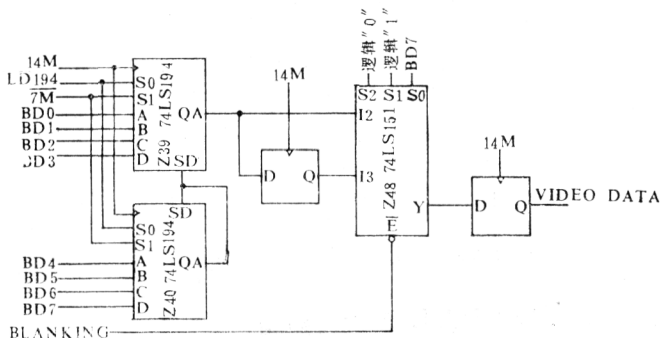 逻辑"0"
逻辑"1"
BD7
14M
LD194
7M
BD0
BD1
BD2
BD3
S0
S1
A
B
C
D
Z39 74LS194
QA
SD
14M
D Q
S2 S1 S0
I2
I3
Z48 74LS151
Y
E
14M
D Q
VIDEO DATA
SD
S0
S1
A
B
C
D
Z40 74LS194
QA
BD4
BD5
BD6
BD7
BLANKING